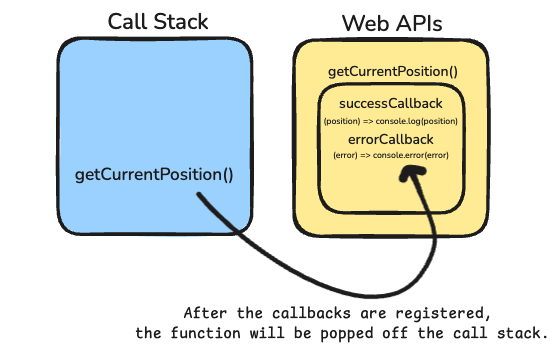 Call Stack
Web APIs
getCurrentPosition()
successCallback
(position) => console.log(position)
errorCallback
(error) => console.error(error)
getCurrentPosition()
After the callbacks are registered,
the function will be popped off the call stack.